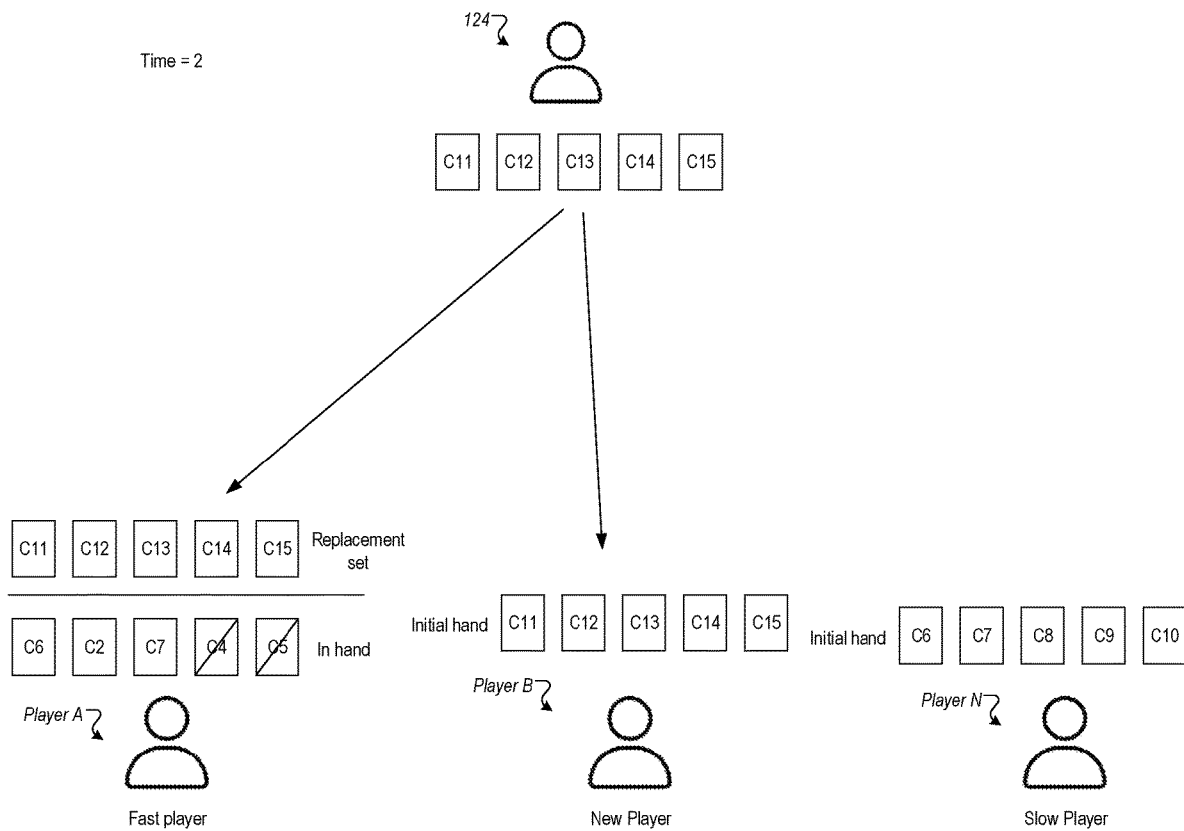 124
Time = 2
C11 C12 C13 C14 C15
C11 C12 C13 C14 C15 Replacement set
C6 C2 C7 C4 C5 In hand
Initial hand C11 C12 C13 C14 C15
Initial hand C6 C7 C8 C9 C10
Player A
Player B
Player N
Fast player
New Player
Slow Player